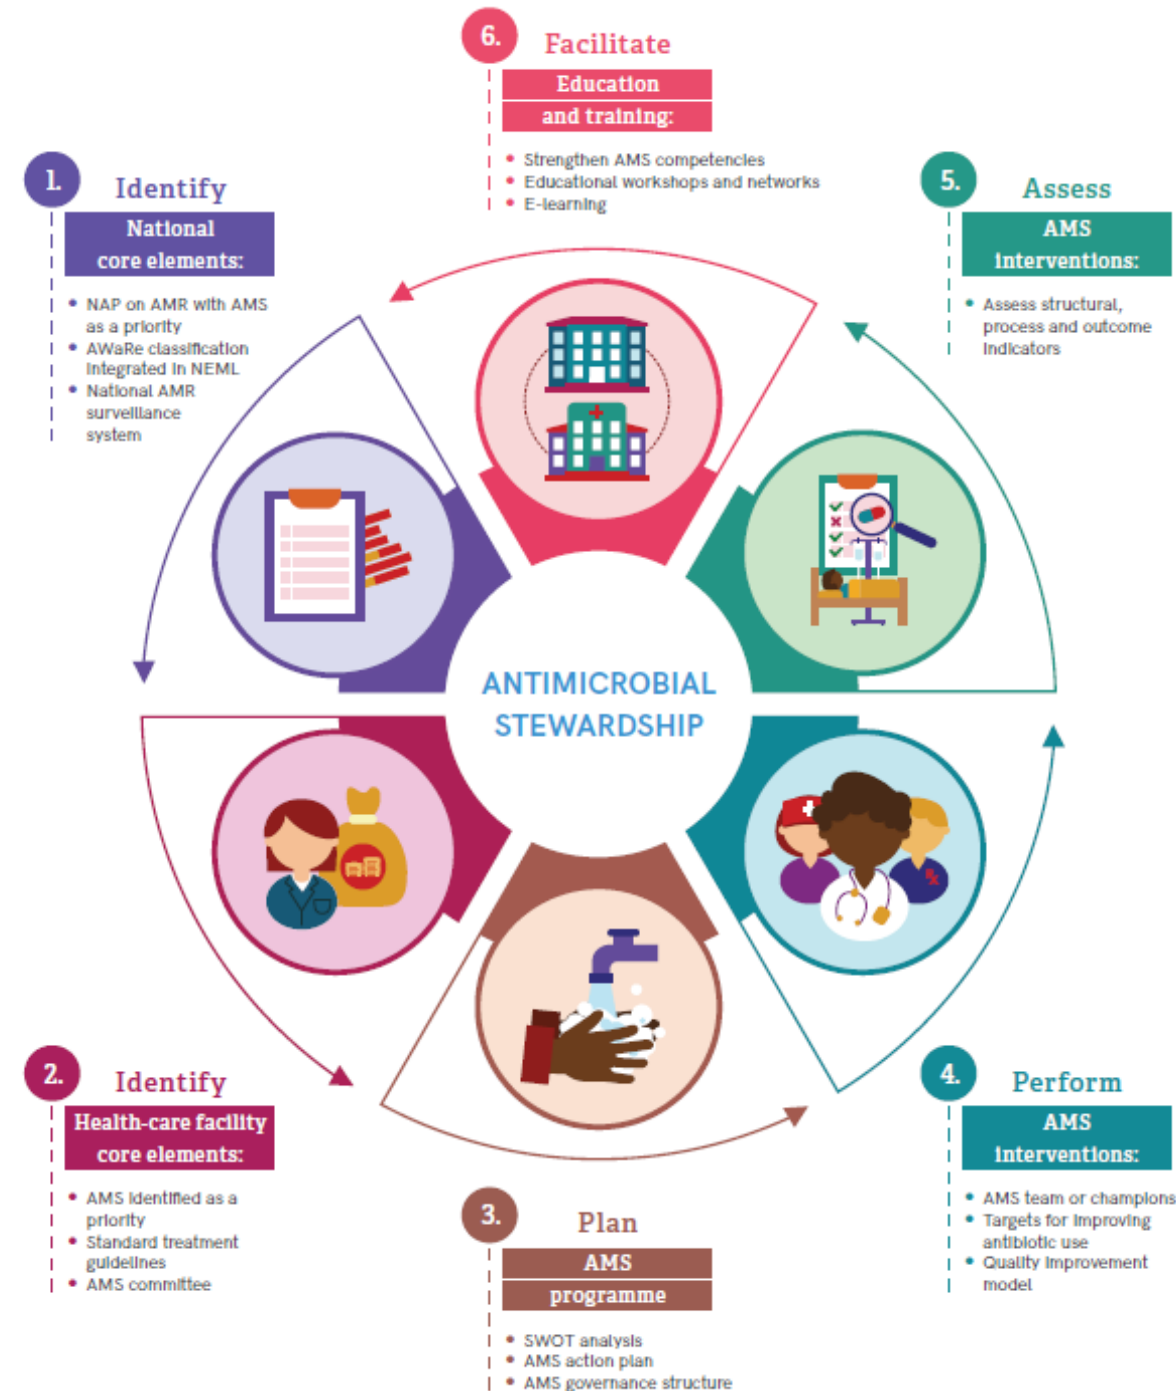 1.
Identify
National
core elements:
• NAP on AMR with AMS
as a priority
• AWaRe classification
integrated in NEML
• National AMR
surveillance
system
2.
Identify
Health-care facility
core elements:
• AMS identified as a
priority
• Standard treatment
guidelines
• AMS committee
3.
Plan
AMS
programme
• SWOT analysis
• AMS action plan
• AMS governance structure
4.
Perform
AMS
interventions:
• AMS team or champions
• Targets for improving
antibiotic use
• Quality improvement
model
5.
Assess
AMS
interventions:
• Assess structural,
process and outcome
indicators
6.
Facilitate
Education
and training:
• Strengthen AMS competencies
• Educational workshops and networks
• E-learning
ANTIMICROBIAL
STEWARDSHIP